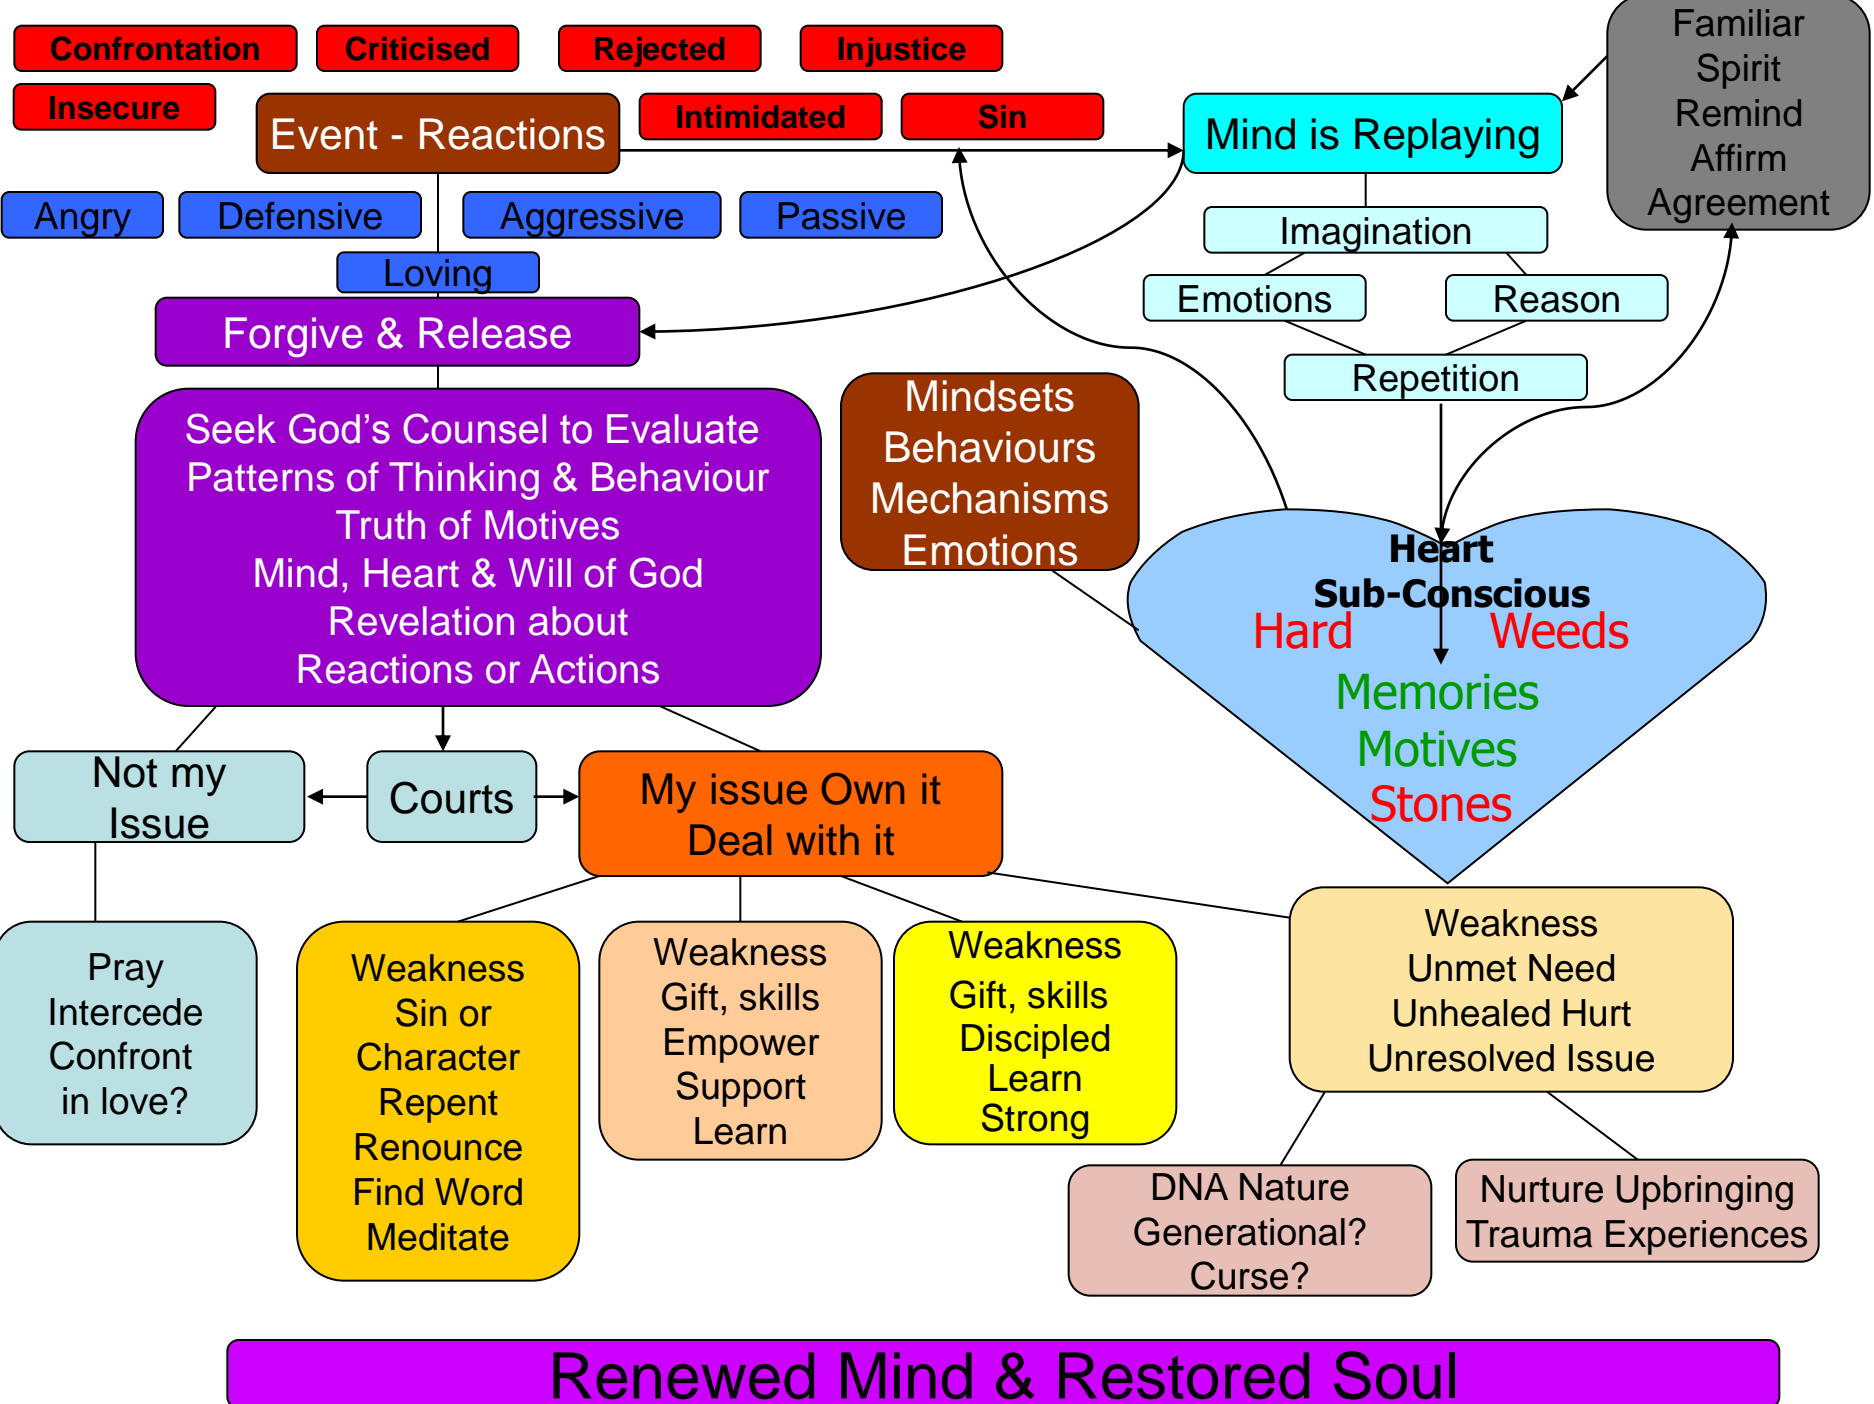 Confrontation
Criticised
Rejected
Injustice
Insecure
Event - Reactions
Intimidated
Sin
Mind is Replaying
Familiar
Spirit
Remind
Affirm
Agreement
Angry
Defensive
Aggressive
Passive
Loving
Imagination
Emotions
Reason
Repetition
Forgive & Release
Seek God's Counsel to Evaluate
Patterns of Thinking & Behaviour
Truth of Motives
Mind, Heart & Will of God
Revelation about
Reactions or Actions
Mindsets
Behaviours
Mechanisms
Emotions
Heart
Sub-Conscious
Hard
Weeds
Memories
Motives
Stones
Not my
Issue
Courts
My issue Own it
Deal with it
Pray
Intercede
Confront
in love?
Weakness
Sin or
Character
Repent
Renounce
Find Word
Meditate
Weakness
Gift, skills
Empower
Support
Learn
Weakness
Gift, skills
Discipled
Learn
Strong
Weakness
Unmet Need
Unhealed Hurt
Unresolved Issue
DNA Nature
Generational?
Curse?
Nurture Upbringing
Trauma Experiences
Renewed Mind & Restored Soul